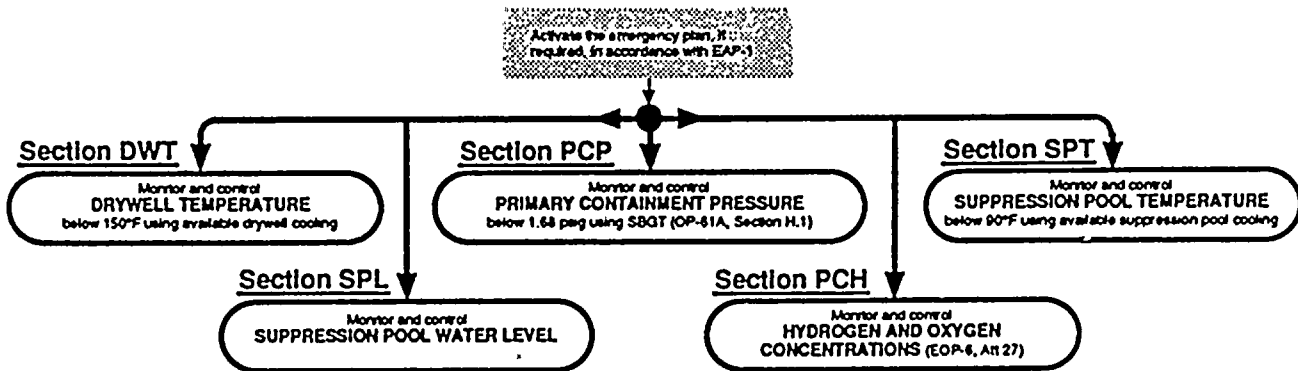 Activate the emergency plan, if
required, in accordance with EAP-1
Section DWT
Monitor and control
DRYWELL TEMPERATURE
below 150°F using available drywell cooling
Section PCP
Monitor and control
PRIMARY CONTAINMENT PRESSURE
below 1.68 psig using SBGT (OP-61A, Section H.1)
Section SPT
Monitor and control
SUPPRESSION POOL TEMPERATURE
below 90°F using available suppression pool cooling
Section SPL
Monitor and control
SUPPRESSION POOL WATER LEVEL
Section PCH
Monitor and control
HYDROGEN AND OXYGEN
CONCENTRATIONS (EOP-6, Att 27)